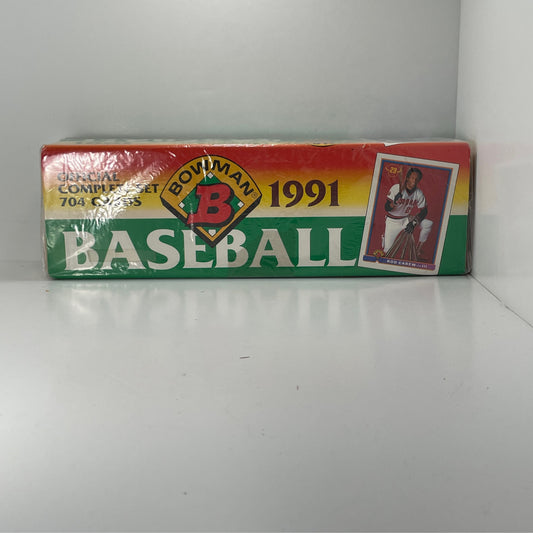 OFFICIAL
COMPLETE SET
704 CARDS
BOWMAN
B
1991
BASEBALL
ROD CAREW